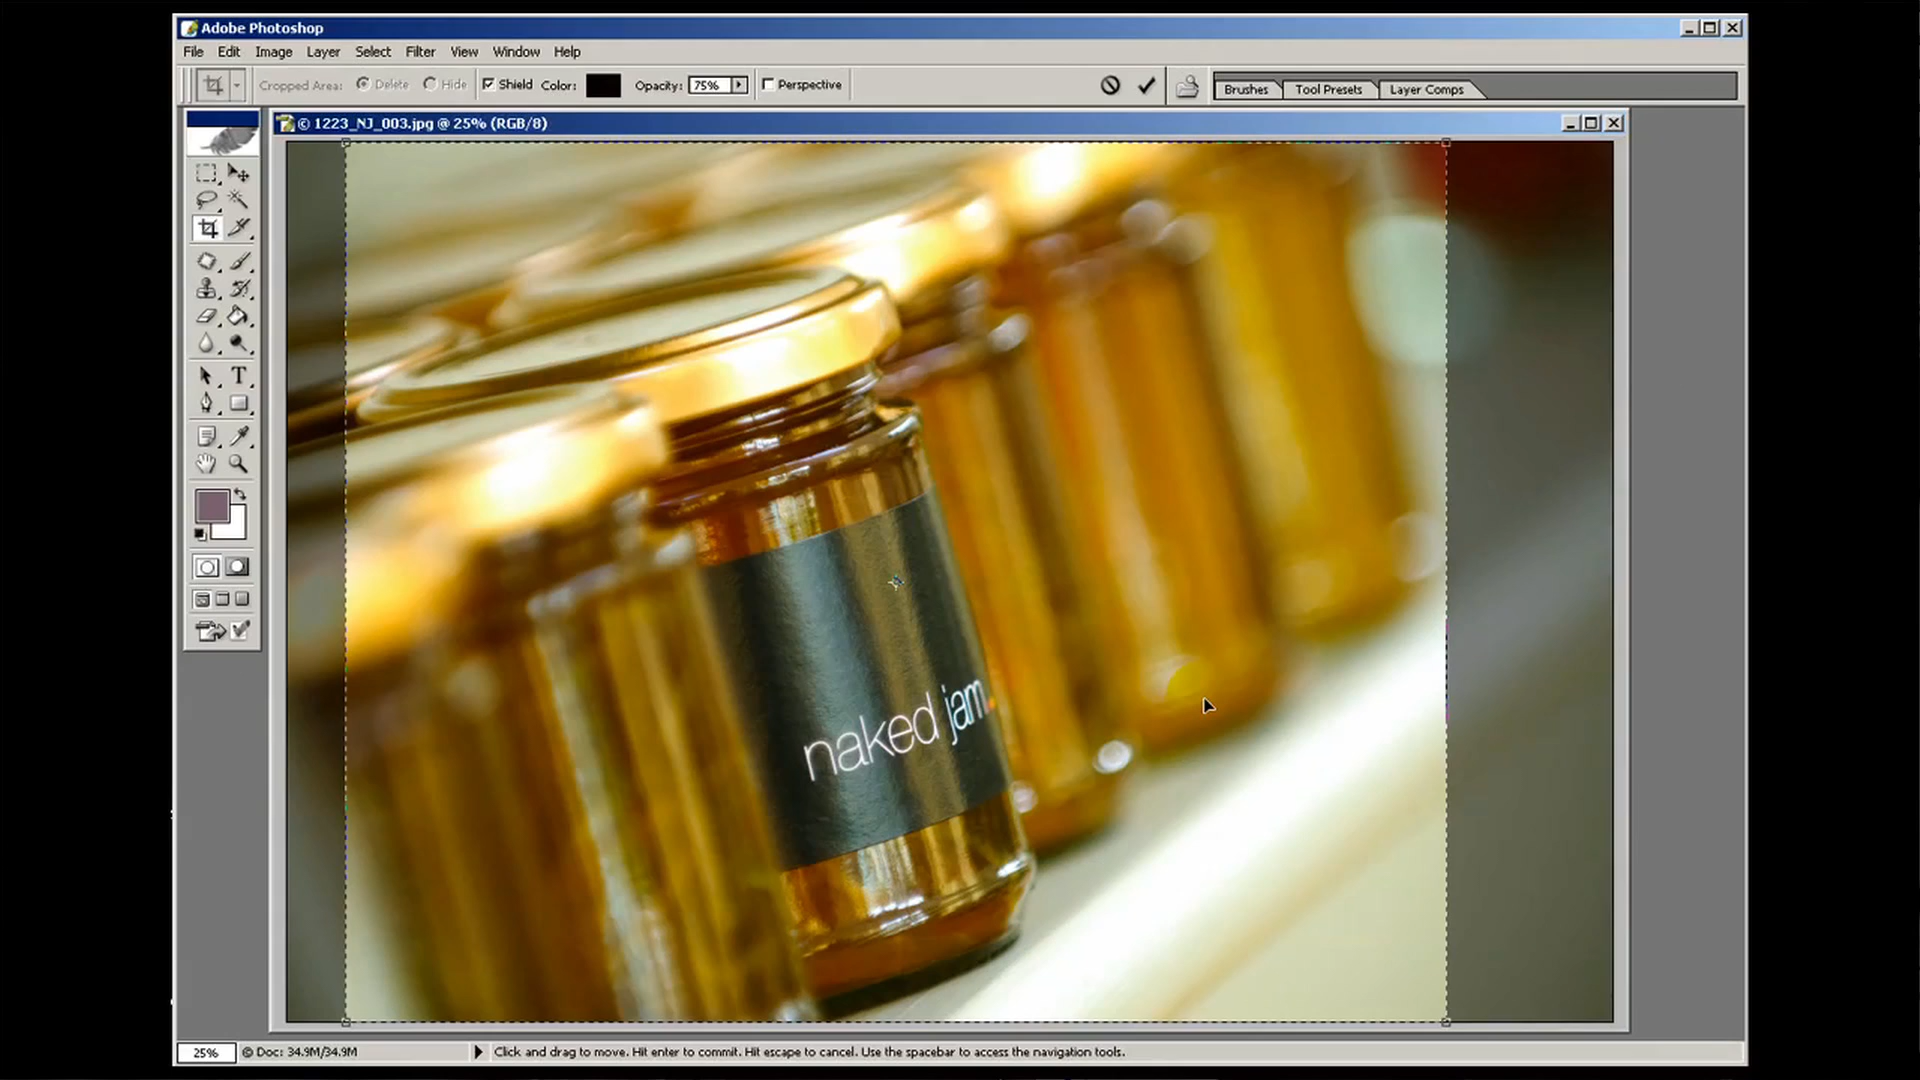 Adobe Photoshop
File Edit Image Layer Select Filter View Window Help
Cropped Area: Delete Hide Shield Color: Opacity: 75% Perspective Brushes Tool Presets Layer Comps
© 1223_NJ_003.jpg @ 25% (RGB/8)
T
naked jam.
25% © Doc: 34.9M/34.9M Click and drag to move. Hit enter to commit. Hit escape to cancel. Use the spacebar to access the navigation tools.